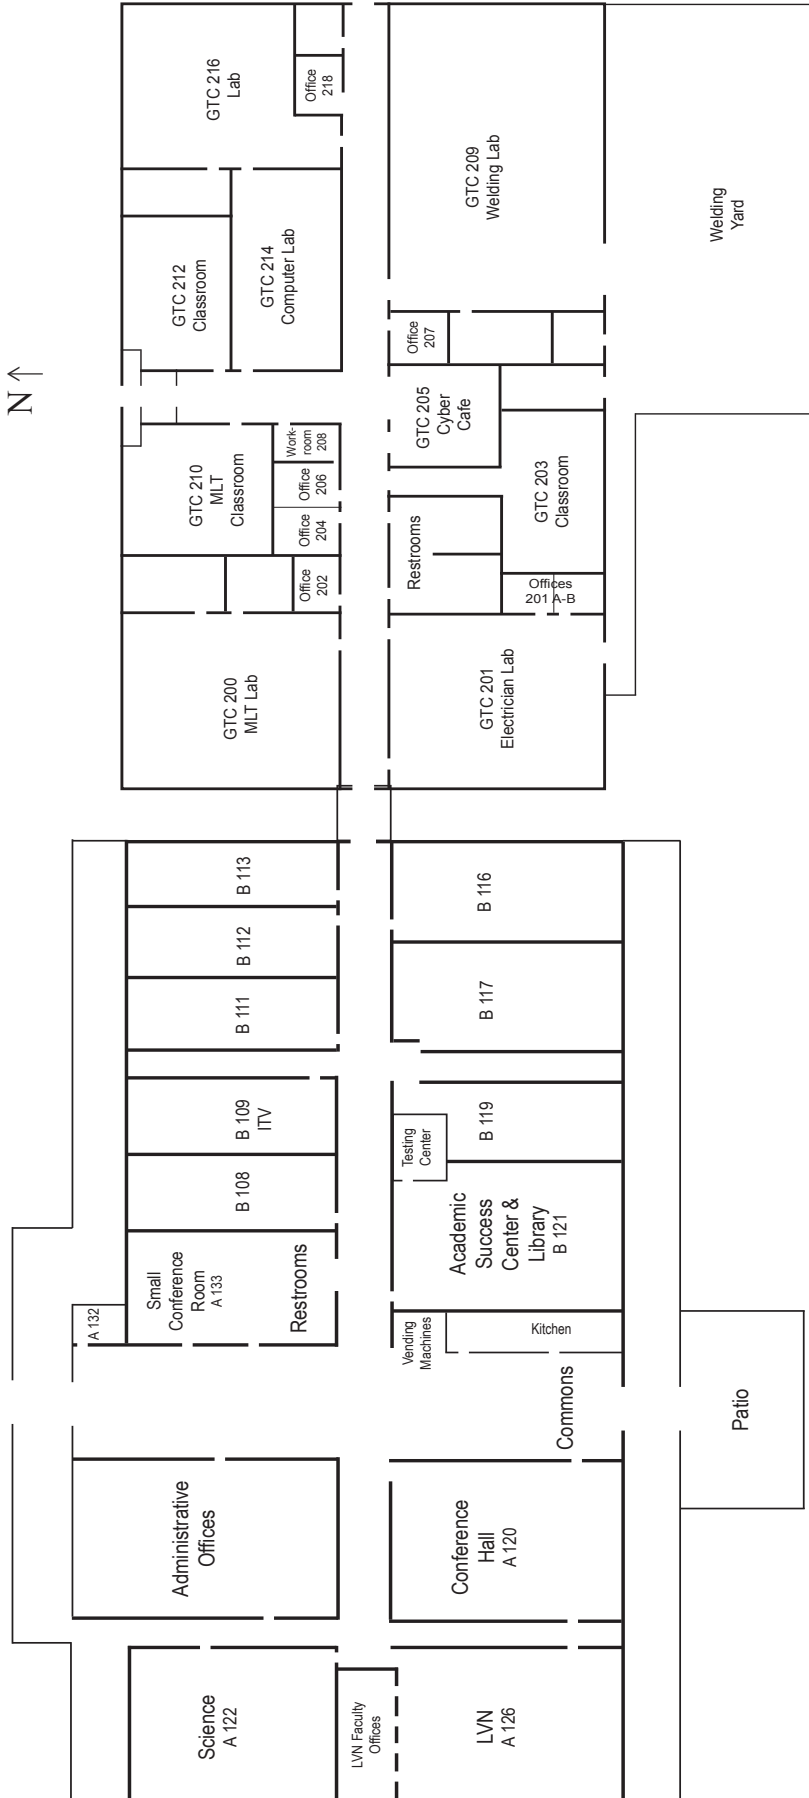 GTC 216
Lab
Office
218
GTC 209
Welding Lab
Welding
Yard
GTC 212
Classroom
GTC 214
Computer Lab
Office
207
N ↑
GTC 205
Cyber
Cafe
GTC 210
MLT
Classroom
Work-
room
208
Office
206
Office
204
Office
202
GTC 203
Classroom
Restrooms
Offices
201 A-B
GTC 200
MLT Lab
GTC 201
Electrician Lab
B 113
B 116
B 112
B 111
B 117
B 109
ITV
Testing
Center
B 119
B 108
Academic
Success
Center &
Library
B 121
Small
Conference
Room
A 133
Restrooms
A 132
Vending
Machines
Kitchen
Commons
Patio
Administrative
Offices
Conference
Hall
A 120
Science
A 122
LVN Faculty
Offices
LVN
A 126